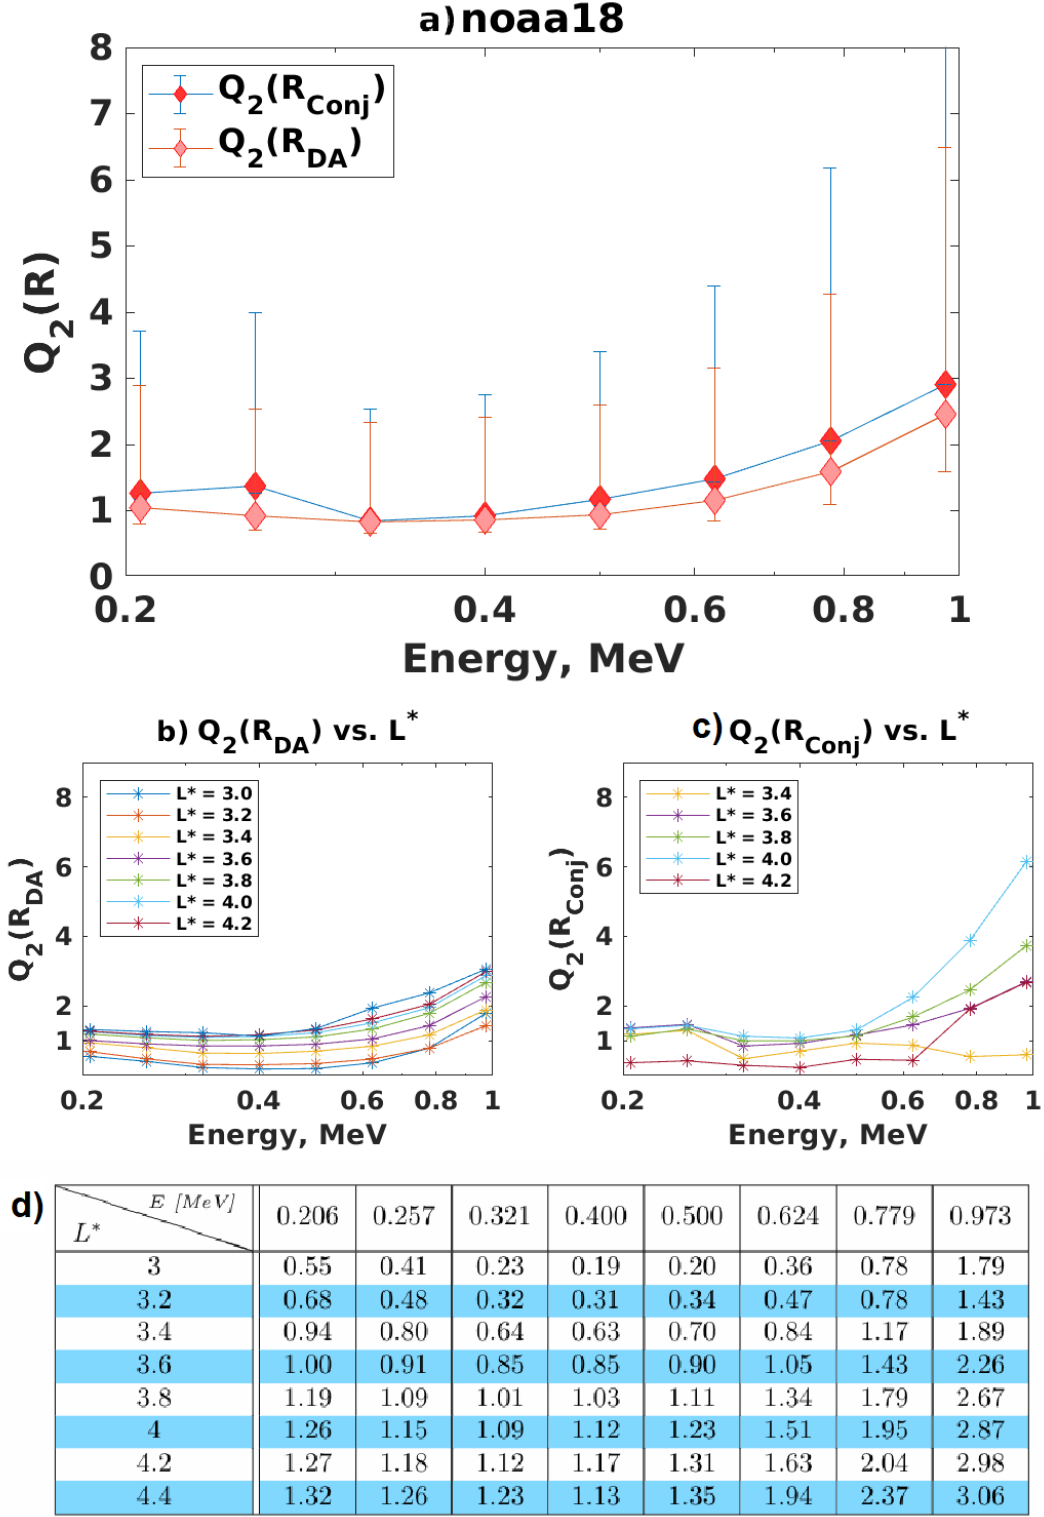 a) noaa18
8
7
6
5
4
3
2
1
0
Q2(R)
Q2(RConj)
Q2(RDA)
0.2 0.4 0.6 0.8 1
Energy, MeV
b) Q2(RDA) vs. L*
8
6
4
2
1
Q2(RDA)
L* = 3.0
L* = 3.2
L* = 3.4
L* = 3.6
L* = 3.8
L* = 4.0
L* = 4.2
0.2 0.4 0.6 0.8 1
Energy, MeV
c) Q2(RConj) vs. L*
8
6
4
2
1
Q2(RConj)
L* = 3.4
L* = 3.6
L* = 3.8
L* = 4.0
L* = 4.2
0.2 0.4 0.6 0.8 1
Energy, MeV
d)
E [MeV] 0.206 0.257 0.321 0.400 0.500 0.624 0.779 0.973
L*
3 0.55 0.41 0.23 0.19 0.20 0.36 0.78 1.79
3.2 0.68 0.48 0.32 0.31 0.34 0.47 0.78 1.43
3.4 0.94 0.80 0.64 0.63 0.70 0.84 1.17 1.89
3.6 1.00 0.91 0.85 0.85 0.90 1.05 1.43 2.26
3.8 1.19 1.09 1.01 1.03 1.11 1.34 1.79 2.67
4 1.26 1.15 1.09 1.12 1.23 1.51 1.95 2.87
4.2 1.27 1.18 1.12 1.17 1.31 1.63 2.04 2.98
4.4 1.32 1.26 1.23 1.13 1.35 1.94 2.37 3.06